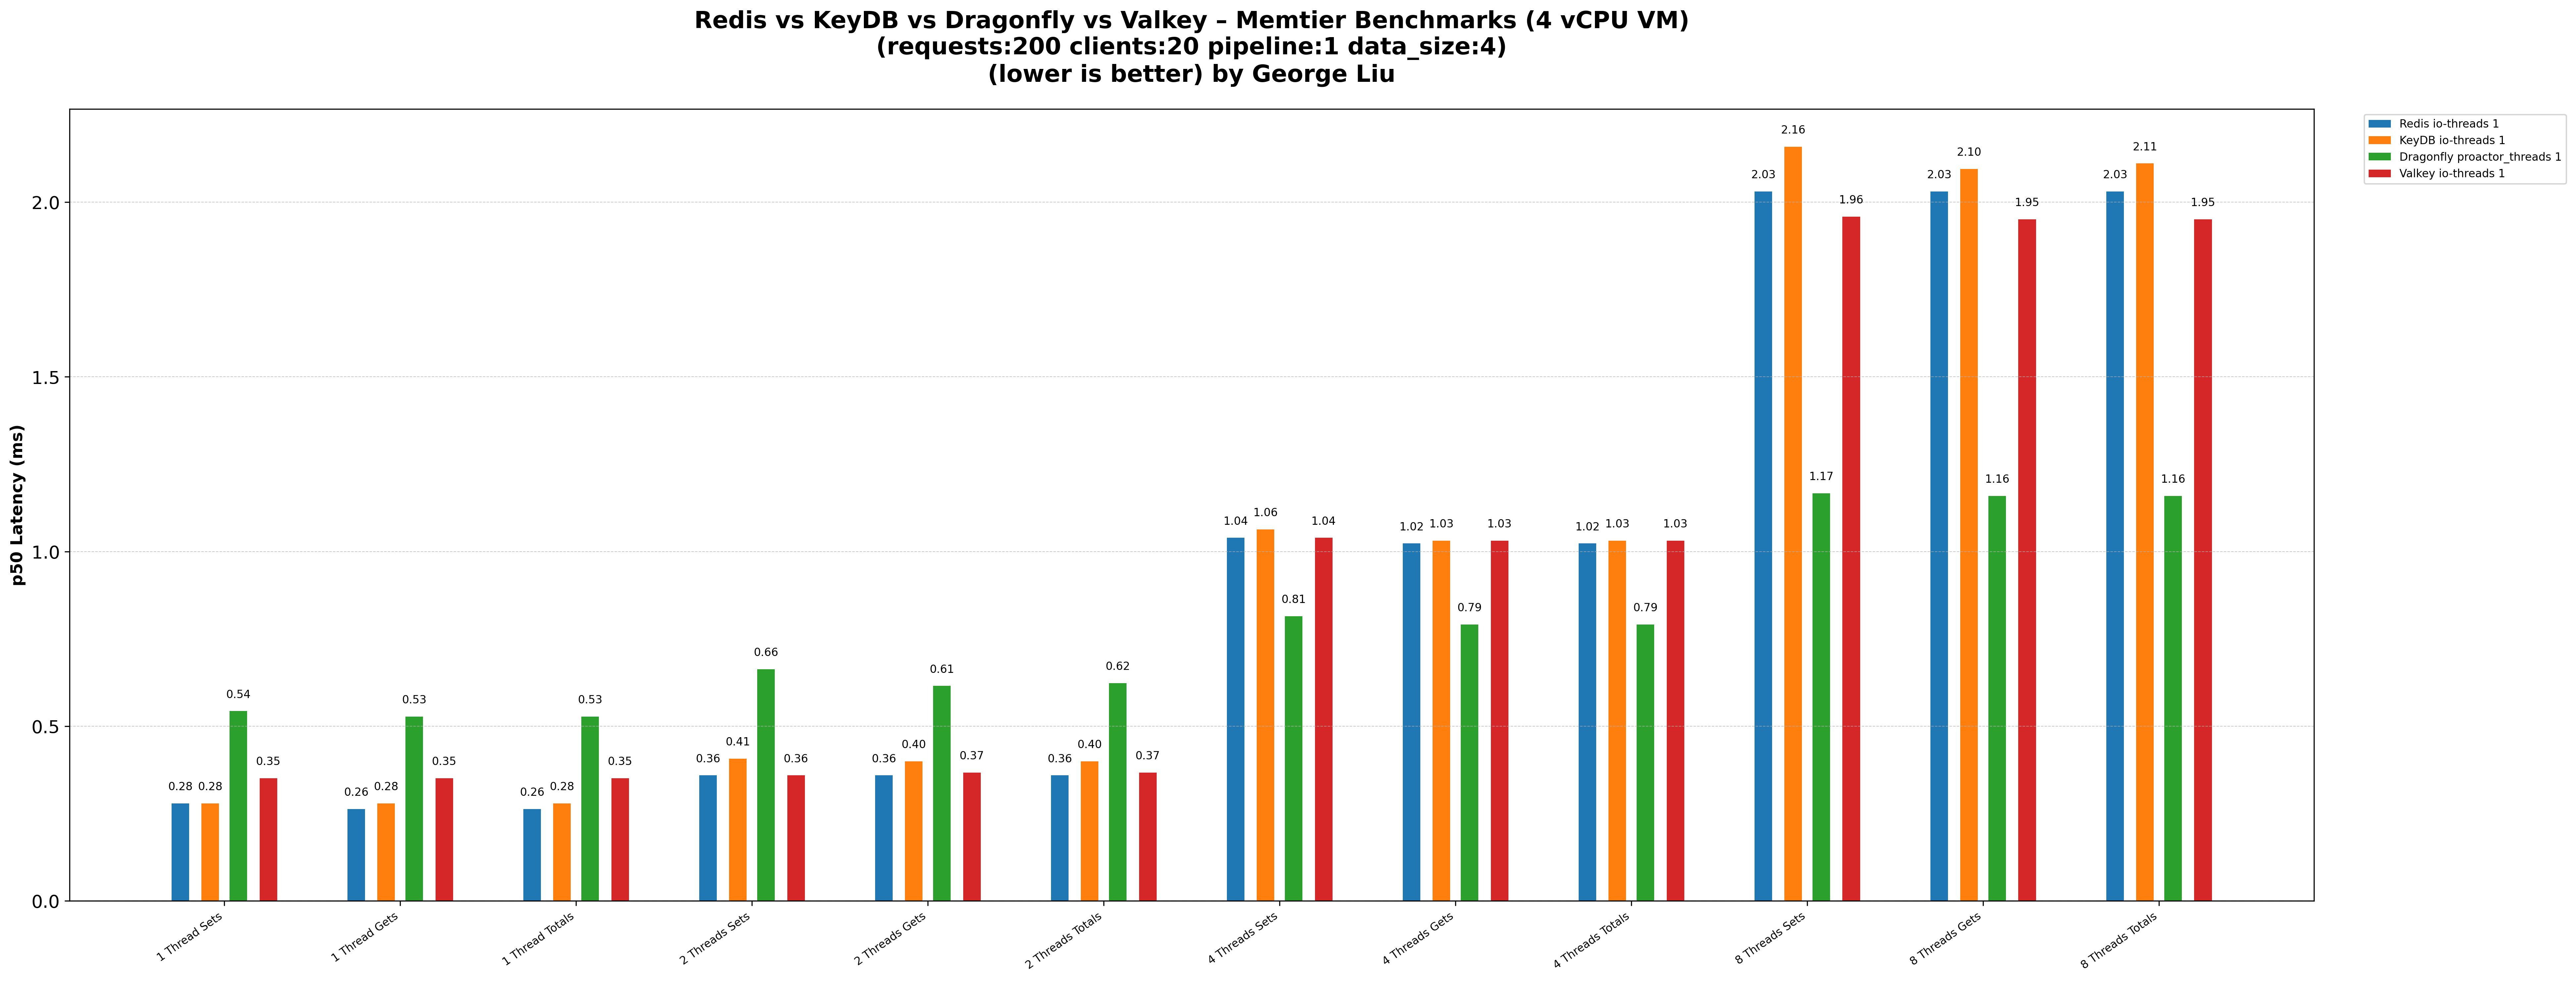 Redis vs KeyDB vs Dragonfly vs Valkey – Memtier Benchmarks (4 vCPU VM)
(requests:200 clients:20 pipeline:1 data_size:4)
(lower is better) by George Liu
Redis io-threads 1
KeyDB io-threads 1
Dragonfly proactor_threads 1
Valkey io-threads 1
p50 Latency (ms)
2.0
1.5
1.0
0.5
0.0
0.28 0.28 0.54 0.35
0.26 0.28 0.53 0.35
0.26 0.28 0.53 0.35
0.36 0.41 0.66 0.36
0.36 0.40 0.61 0.37
0.36 0.40 0.62 0.37
1.04 1.06 0.81 1.04
1.02 1.03 0.79 1.03
1.02 1.03 0.79 1.03
2.03 2.16 1.17 1.96
2.03 2.10 1.16 1.95
2.03 2.11 1.16 1.95
1 Thread Sets
1 Thread Gets
1 Thread Totals
2 Threads Sets
2 Threads Gets
2 Threads Totals
4 Threads Sets
4 Threads Gets
4 Threads Totals
8 Threads Sets
8 Threads Gets
8 Threads Totals